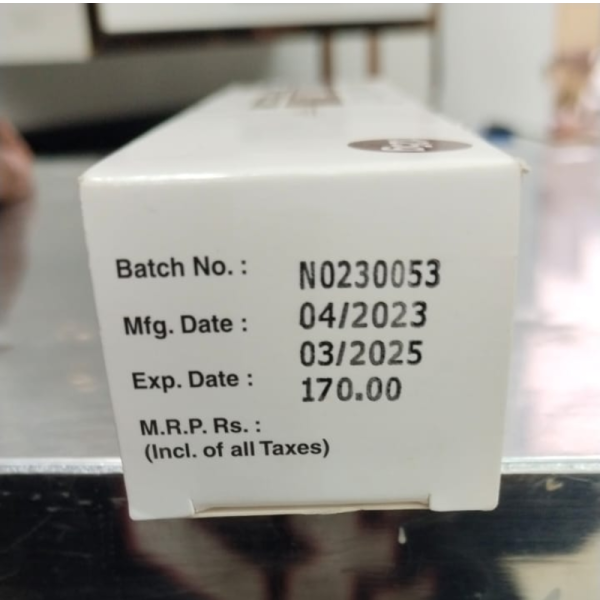 Batch No. : N0230053
Mfg. Date : 04/2023
Exp. Date : 03/2025
M.R.P. Rs. : 170.00
(Incl. of all Taxes)